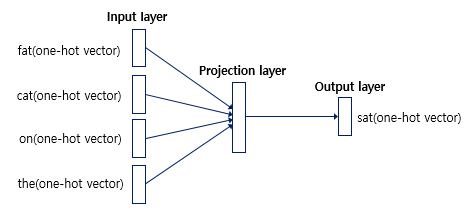 Input layer
fat(one-hot vector)
Projection layer
cat(one-hot vector)
Output layer
sat(one-hot vector)
on(one-hot vector)
the(one-hot vector)